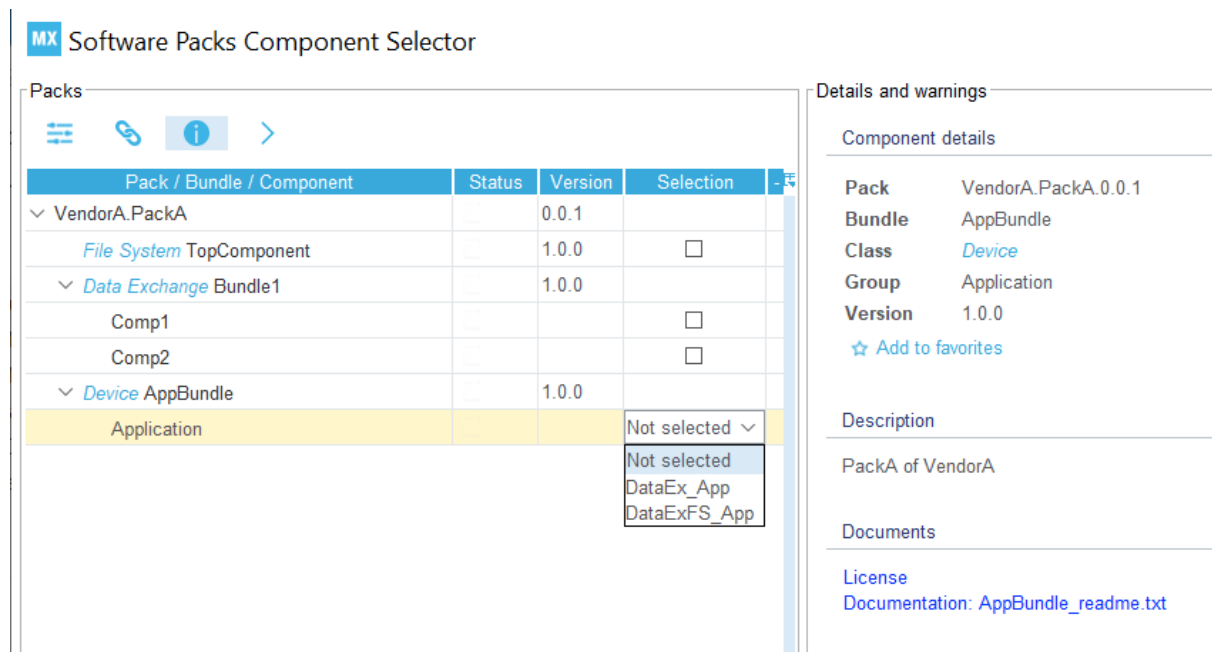 MX Software Packs Component Selector
Packs
Pack / Bundle / Component Status Version Selection
VendorA.PackA 0.0.1
File System TopComponent 1.0.0
Data Exchange Bundle1 1.0.0
Comp1
Comp2
Device AppBundle 1.0.0
Application Not selected
Not selected
DataEx_App
DataExFS_App
Details and warnings
Component details
Pack VendorA.PackA.0.0.1
Bundle AppBundle
Class Device
Group Application
Version 1.0.0
Add to favorites
Description
PackA of VendorA
Documents
License
Documentation: AppBundle_readme.txt